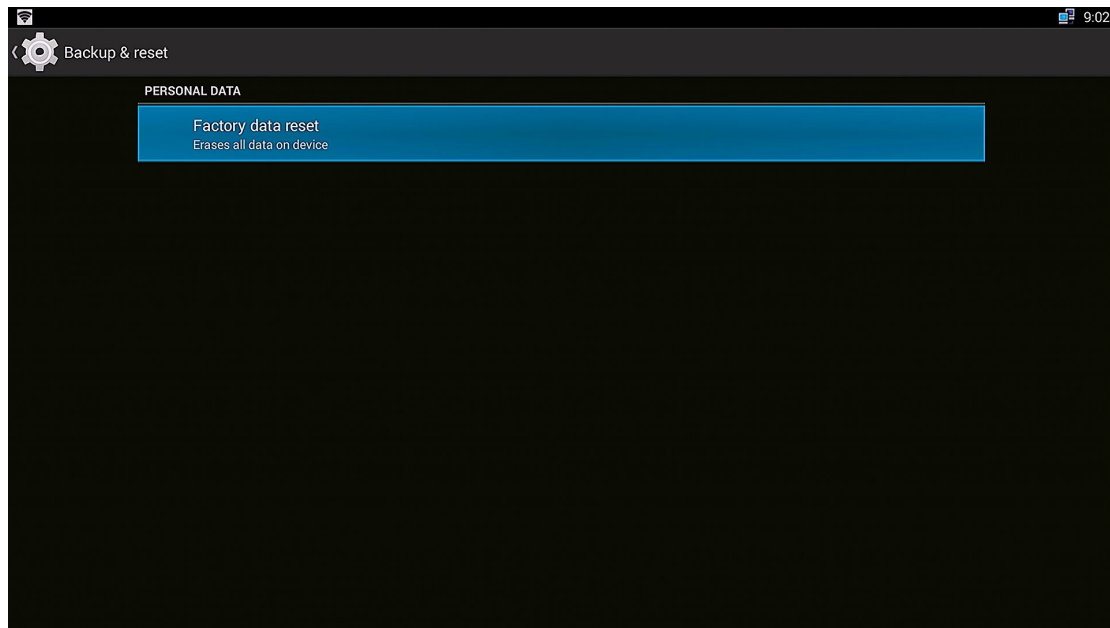 9:02
Backup & reset
PERSONAL DATA
Factory data reset
Erases all data on device